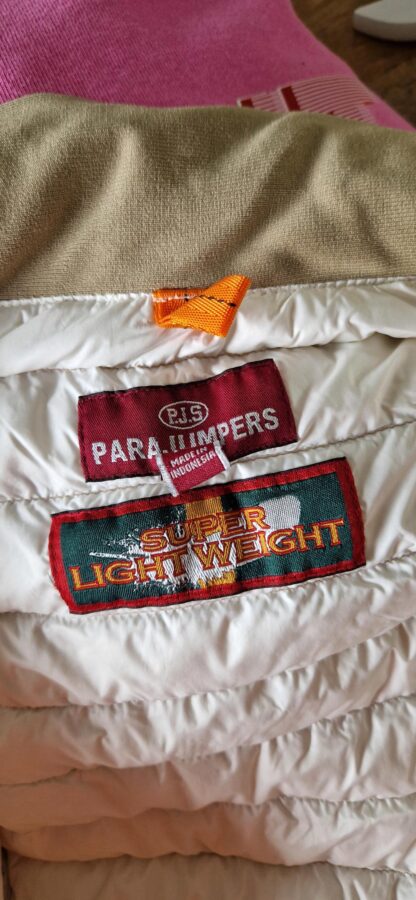 P.J.S
PARAJUMPERS
MADE IN
INDONESIA
SUPER
LIGHT WEIGHT